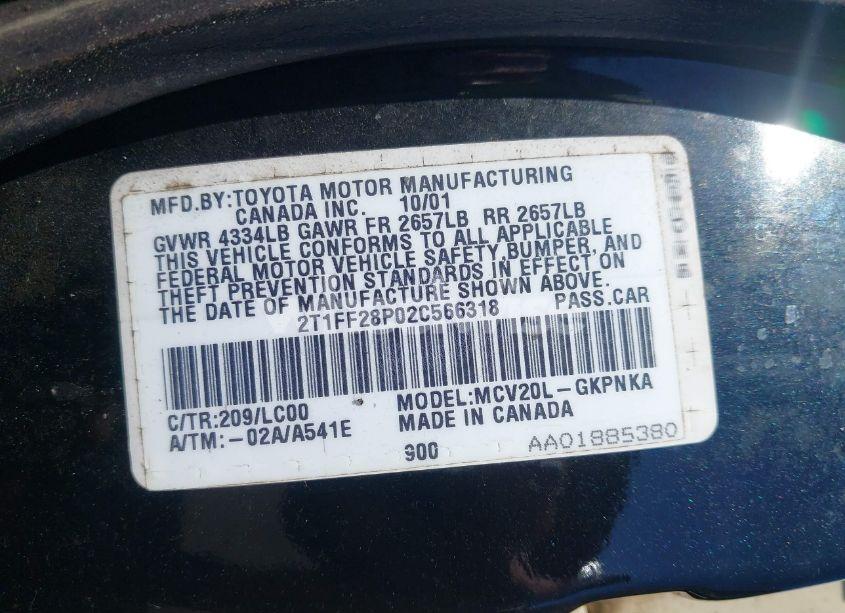 MFD.BY:TOYOTA MOTOR MANUFACTURING
CANADA INC. 10/01
GVWR 4334LB GAWR FR 2657LB RR 2657LB
THIS VEHICLE CONFORMS TO ALL APPLICABLE
FEDERAL MOTOR VEHICLE SAFETY,BUMPER, AND
THEFT PREVENTION STANDARDS IN EFFECT ON
THE DATE OF MANUFACTURE SHOWN ABOVE.
2T1FF28P02C566318 PASS.CAR
C/TR:209/LC00 MODEL:MCV20L-GKPNKA
A/TM:-02A/A541E MADE IN CANADA
900 AA01885380